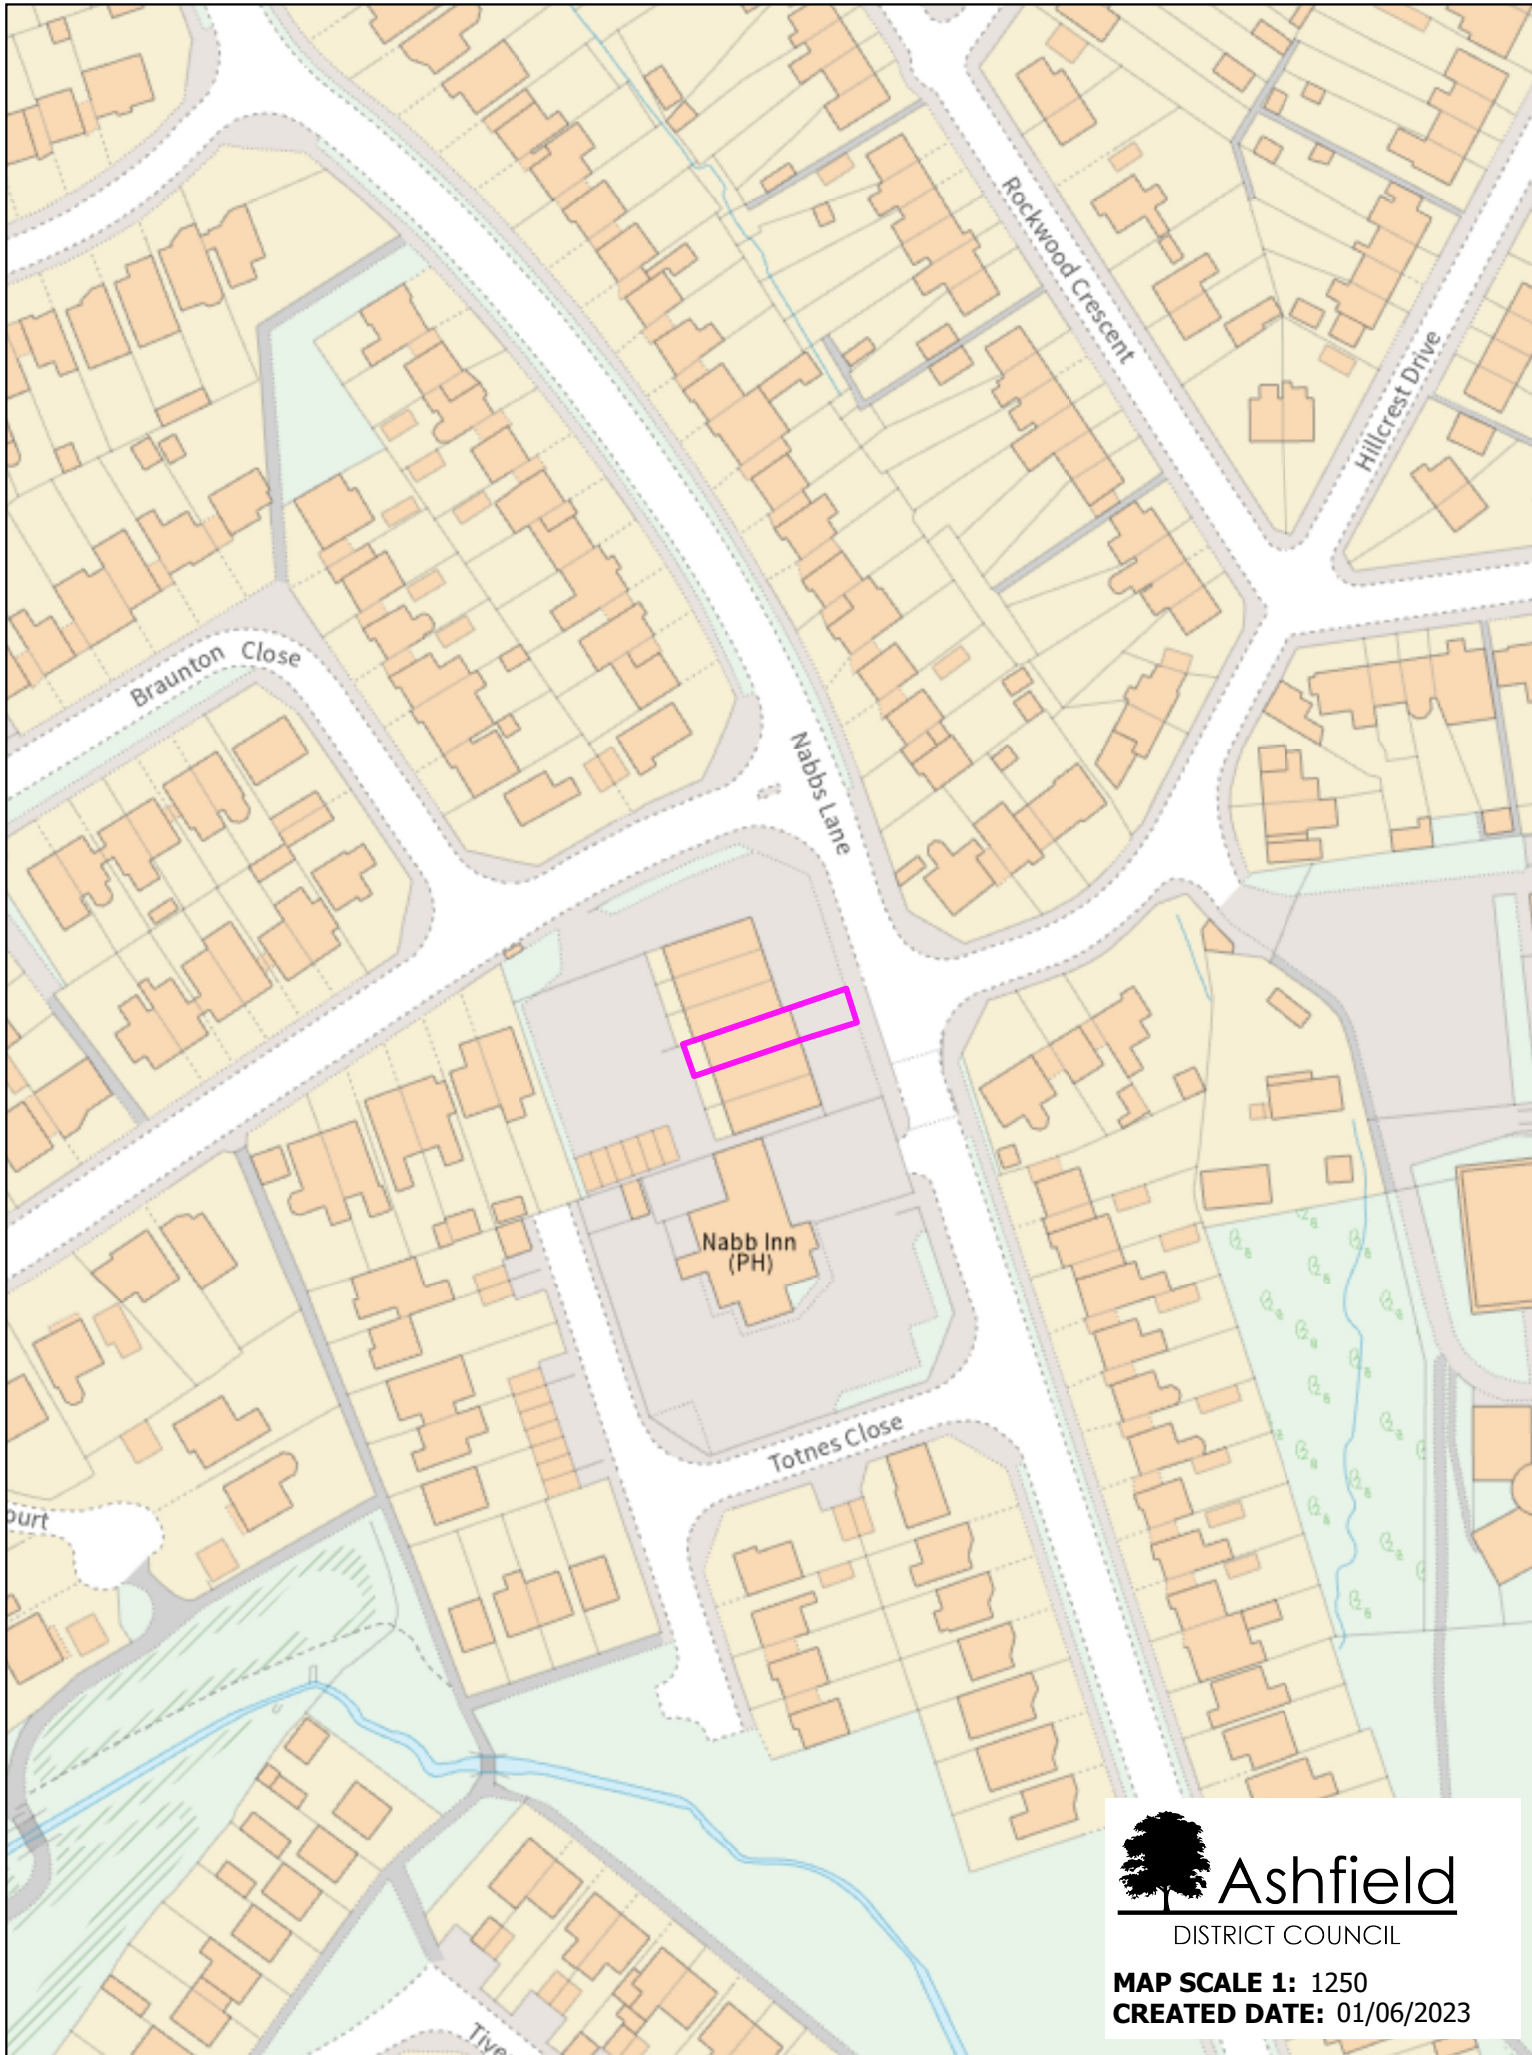 Rockwood Crescent
Hillcrest Drive
Braunton Close
Nabbs Lane
Nabb Inn
(PH)
Totnes Close
ourt
Tive
Ashfield
DISTRICT COUNCIL
MAP SCALE 1: 1250
CREATED DATE: 01/06/2023